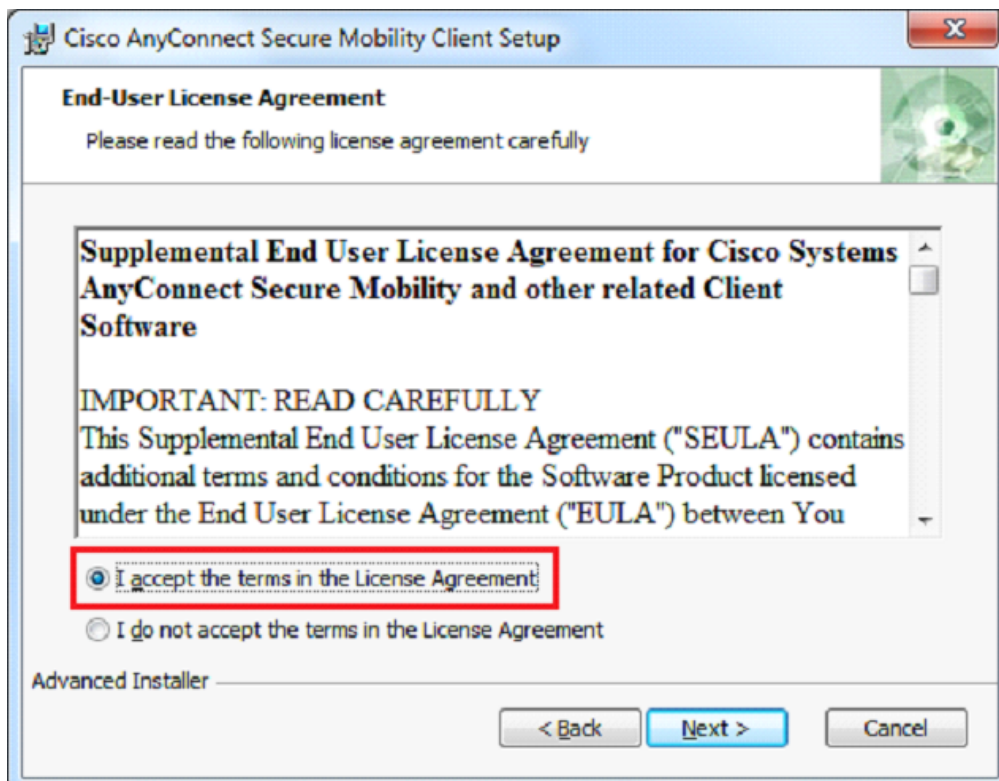 Cisco AnyConnect Secure Mobility Client Setup
End-User License Agreement
Please read the following license agreement carefully
Supplemental End User License Agreement for Cisco Systems
AnyConnect Secure Mobility and other related Client
Software
IMPORTANT: READ CAREFULLY
This Supplemental End User License Agreement ("SEULA") contains
additional terms and conditions for the Software Product licensed
under the End User License Agreement ("EULA") between You
I accept the terms in the License Agreement
I do not accept the terms in the License Agreement
Advanced Installer
< Back Next > Cancel